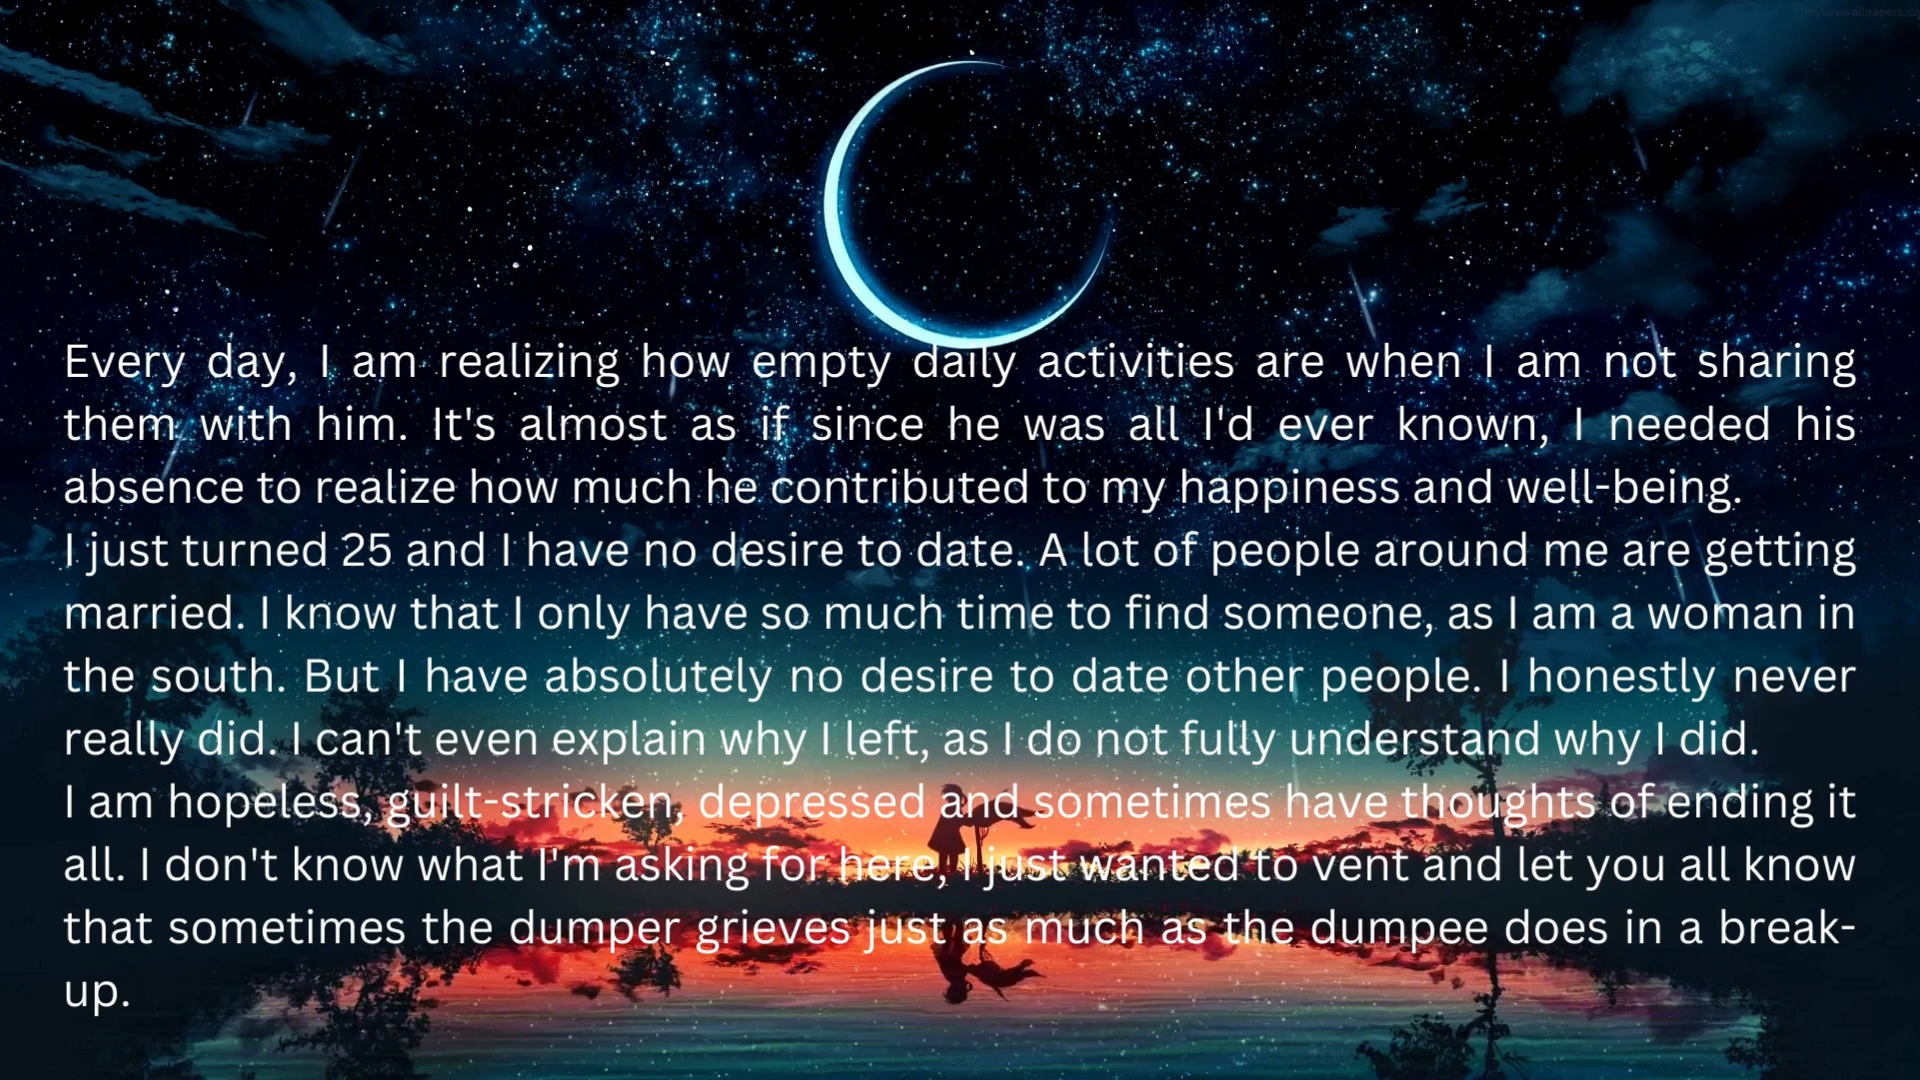 Every day, I am realizing how empty daily activities are when I am not sharing
them with him. It's almost as if since he was all I'd ever known, I needed his
absence to realize how much he contributed to my happiness and well-being.
I just turned 25 and I have no desire to date. A lot of people around me are getting
married. I know that I only have so much time to find someone, as I am a woman in
the south. But I have absolutely no desire to date other people. I honestly never
really did. I can't even explain why I left, as I do not fully understand why I did.
I am hopeless, guilt-stricken, depressed and sometimes have thoughts of ending it
all. I don't know what I'm asking for here, I just wanted to vent and let you all know
that sometimes the dumper grieves just as much as the dumpee does in a break-
up.